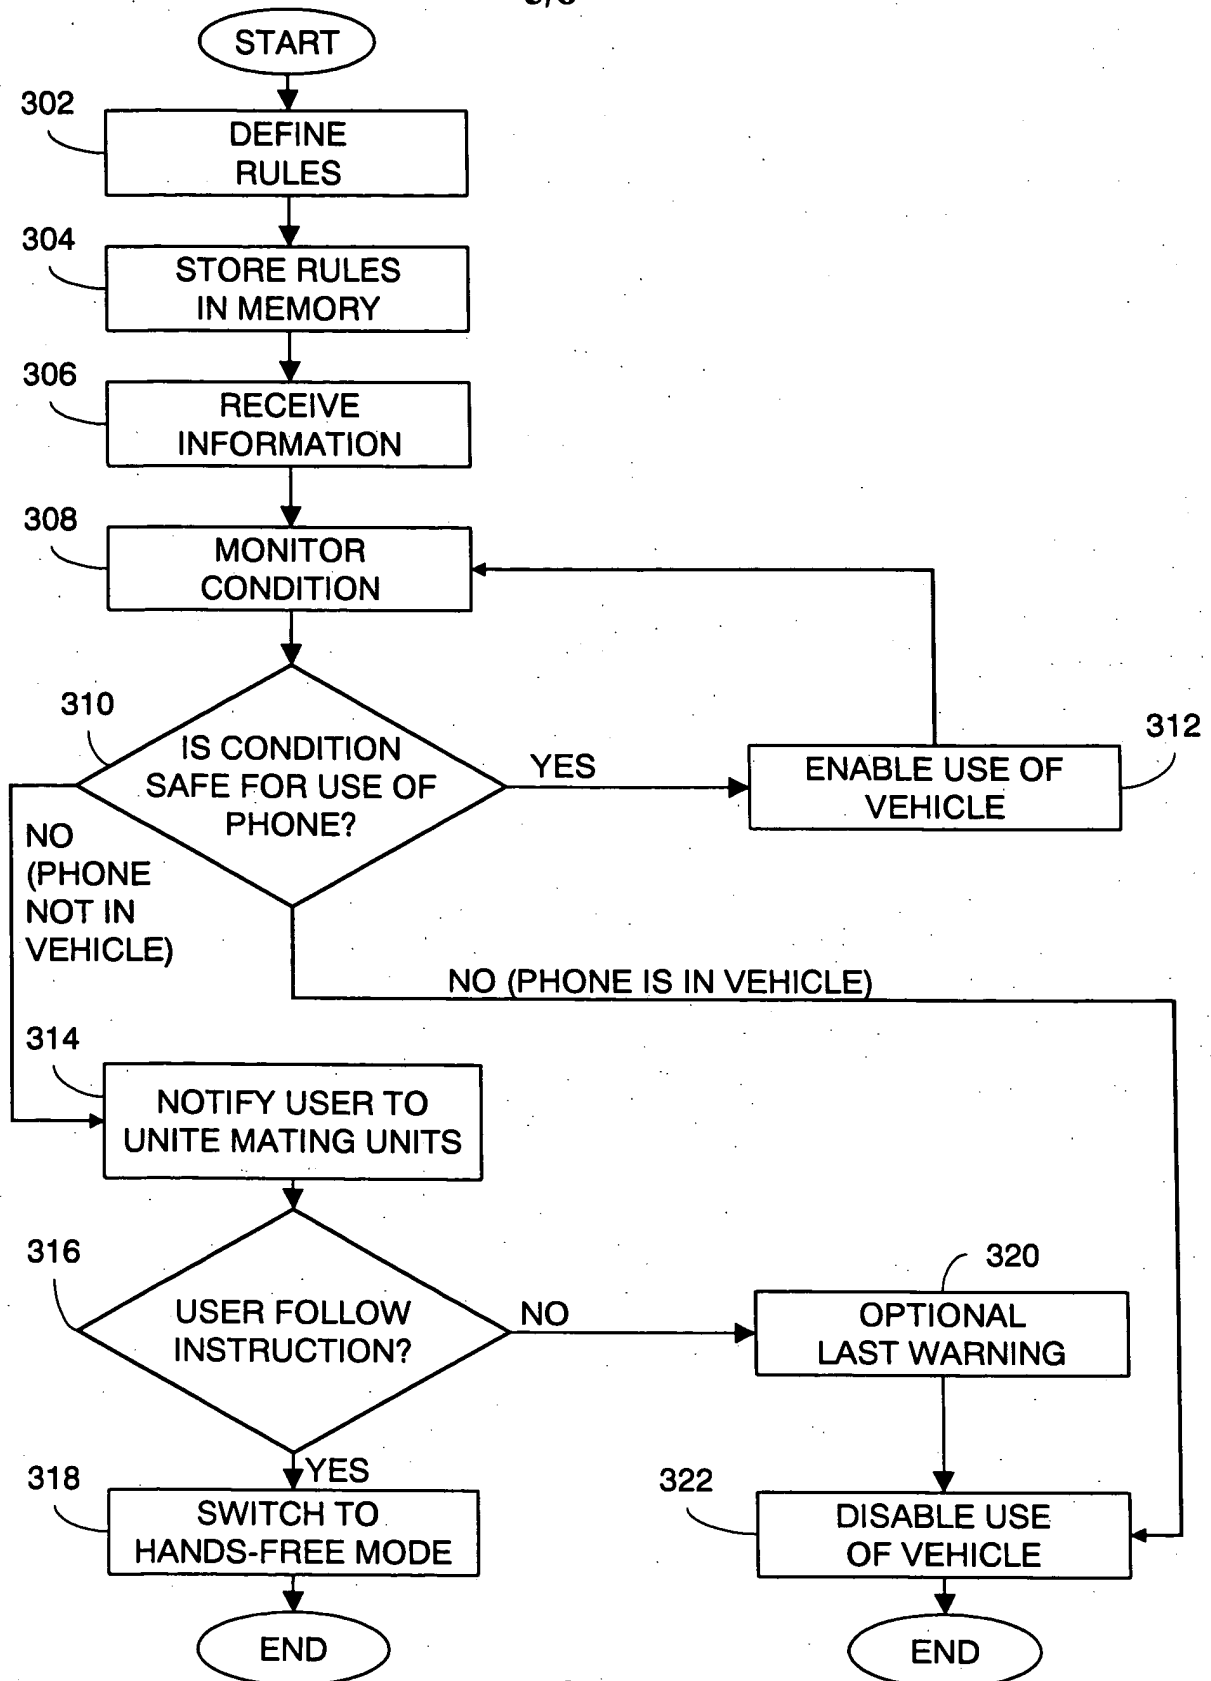 START
302
DEFINE
RULES
304
STORE RULES
IN MEMORY
306
RECEIVE
INFORMATION
308
MONITOR
CONDITION
310
IS CONDITION
SAFE FOR USE OF
PHONE?
YES
ENABLE USE OF
VEHICLE
312
NO
(PHONE
NOT IN
VEHICLE)
NO (PHONE IS IN VEHICLE)
314
NOTIFY USER TO
UNITE MATING UNITS
316
USER FOLLOW
INSTRUCTION?
NO
320
OPTIONAL
LAST WARNING
YES
318
SWITCH TO
HANDS-FREE MODE
322
DISABLE USE
OF VEHICLE
END
END